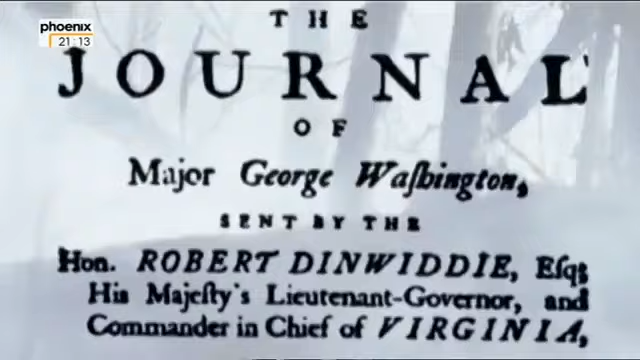 phoenix
21:13
THE
JOURNAL
OF
Major George Waſhington,
SENT BY THE
Hon. ROBERT DINWIDDIE, Eſq;
His Majeſty's Lieutenant-Governor, and
Commander in Chief of VIRGINIA,